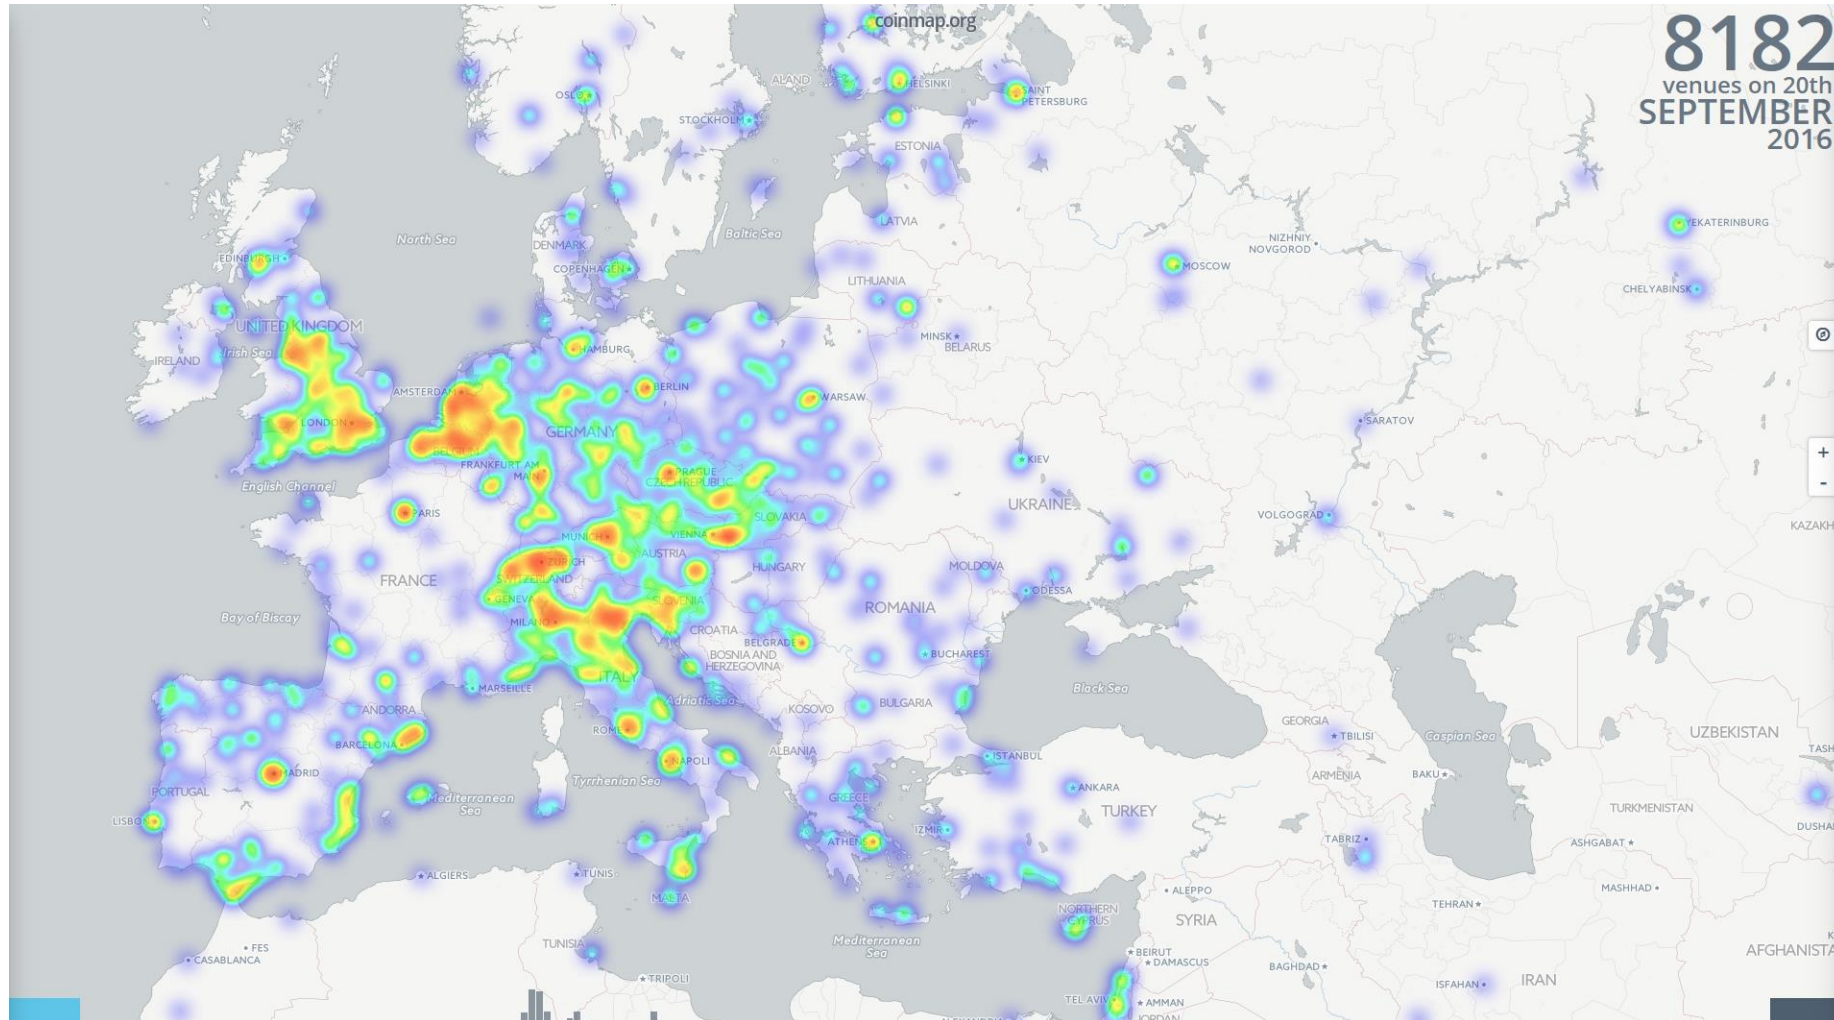 coinmap.org
8182
venues on 20th
SEPTEMBER
2016
ALAND
HELSINKI
OSLO
SAINT
PETERSBURG
STOCKHOLM
ESTONIA
LATVIA
YEKATERINBURG
NIZHNIY
NOVGOROD
North Sea
Baltic Sea
DENMARK
EDINBURGH
COPENHAGEN
MOSCOW
LITHUANIA
CHELYABINSK
UNITED KINGDOM
MINSK
BELARUS
Irish Sea
IRELAND
HAMBURG
AMSTERDAM
BERLIN
WARSAW
LONDON
GERMANY
SARATOV
BELGIUM
FRANKFURT AM
MAIN
PRAGUE
CZECH REPUBLIC
KIEV
English Channel
UKRAINE
PARIS
SLOVAKIA
VOLGOGRAD
KAZAKH
MUNICH
VIENNA
AUSTRIA
ZURICH
HUNGARY
MOLDOVA
SWITZERLAND
FRANCE
GENEVA
SLOVENIA
ODESSA
ROMANIA
Bay of Biscay
MILANO
CROATIA
BELGRADE
BOSNIA AND
HERZEGOVINA
BUCHAREST
ITALY
MARSEILLE
Black Sea
Adriatic Sea
ANDORRA
KOSOVO
BULGARIA
GEORGIA
ROME
TBILISI
Caspian Sea
UZBEKISTAN
BARCELONA
ALBANIA
ISTANBUL
TASH
NAPOLI
MADRID
Tyrrhenian Sea
ARMENIA
BAKU
PORTUGAL
ANKARA
Mediterranean
Sea
GREECE
TURKEY
TURKMENISTAN
LISBON
IZMIR
DUSHA
ATHENS
TABRIZ
ASHGABAT
ALGIERS
TUNIS
MASHHAD
ALEPPO
MALTA
TEHRAN
NORTHERN
CYPRUS
SYRIA
Mediterranean
Sea
FES
TUNISIA
BEIRUT
DAMASCUS
AFGHANISTA
CASABLANCA
BAGHDAD
TRIPOLI
ISFAHAN
IRAN
TEL AVIV
AMMAN
JORDAN
+
-